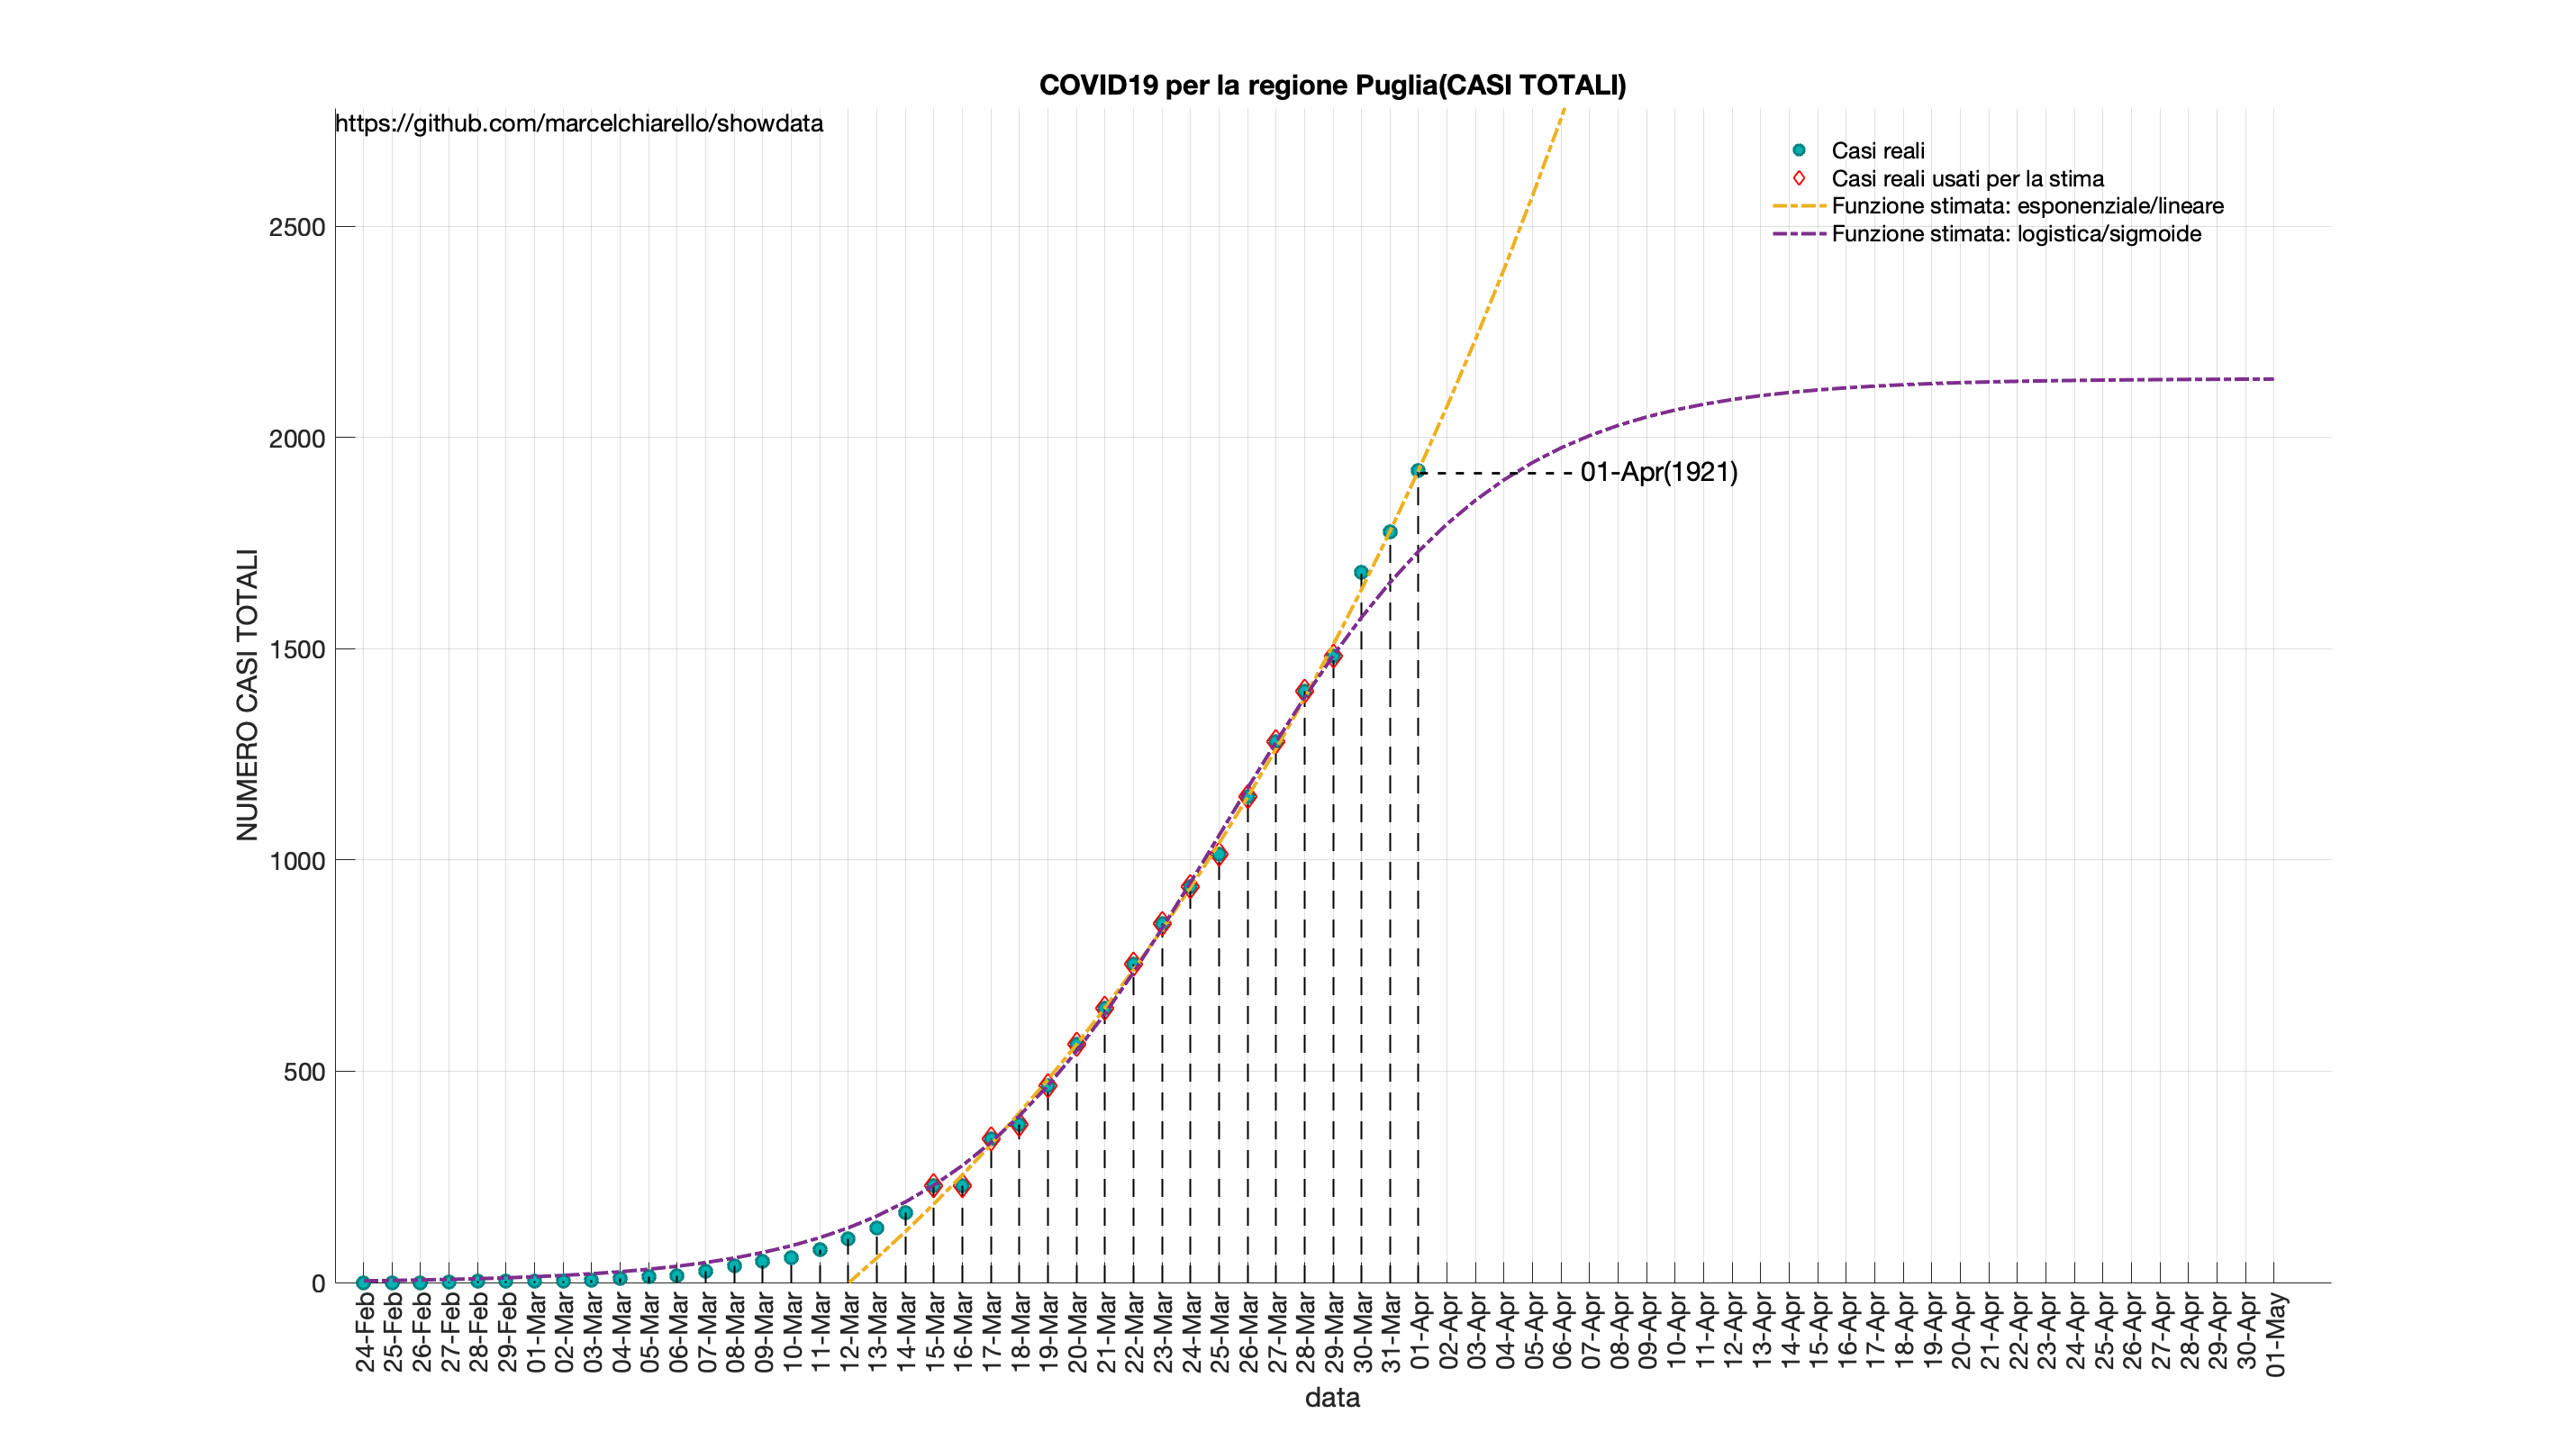 COVID19 per la regione Puglia(CASI TOTALI)
https://github.com/marcelchiarello/showdata
Casi reali
Casi reali usati per la stima
Funzione stimata: esponenziale/lineare
Funzione stimata: logistica/sigmoide
2500
2000
1500
1000
500
0
NUMERO CASI TOTALI
01-Apr(1921)
24-Feb
25-Feb
26-Feb
27-Feb
28-Feb
29-Feb
01-Mar
02-Mar
03-Mar
04-Mar
05-Mar
06-Mar
07-Mar
08-Mar
09-Mar
10-Mar
11-Mar
12-Mar
13-Mar
14-Mar
15-Mar
16-Mar
17-Mar
18-Mar
19-Mar
20-Mar
21-Mar
22-Mar
23-Mar
24-Mar
25-Mar
26-Mar
27-Mar
28-Mar
29-Mar
30-Mar
31-Mar
01-Apr
02-Apr
03-Apr
04-Apr
05-Apr
06-Apr
07-Apr
08-Apr
09-Apr
10-Apr
11-Apr
12-Apr
13-Apr
14-Apr
15-Apr
16-Apr
17-Apr
18-Apr
19-Apr
20-Apr
21-Apr
22-Apr
23-Apr
24-Apr
25-Apr
26-Apr
27-Apr
28-Apr
29-Apr
30-Apr
01-May
data